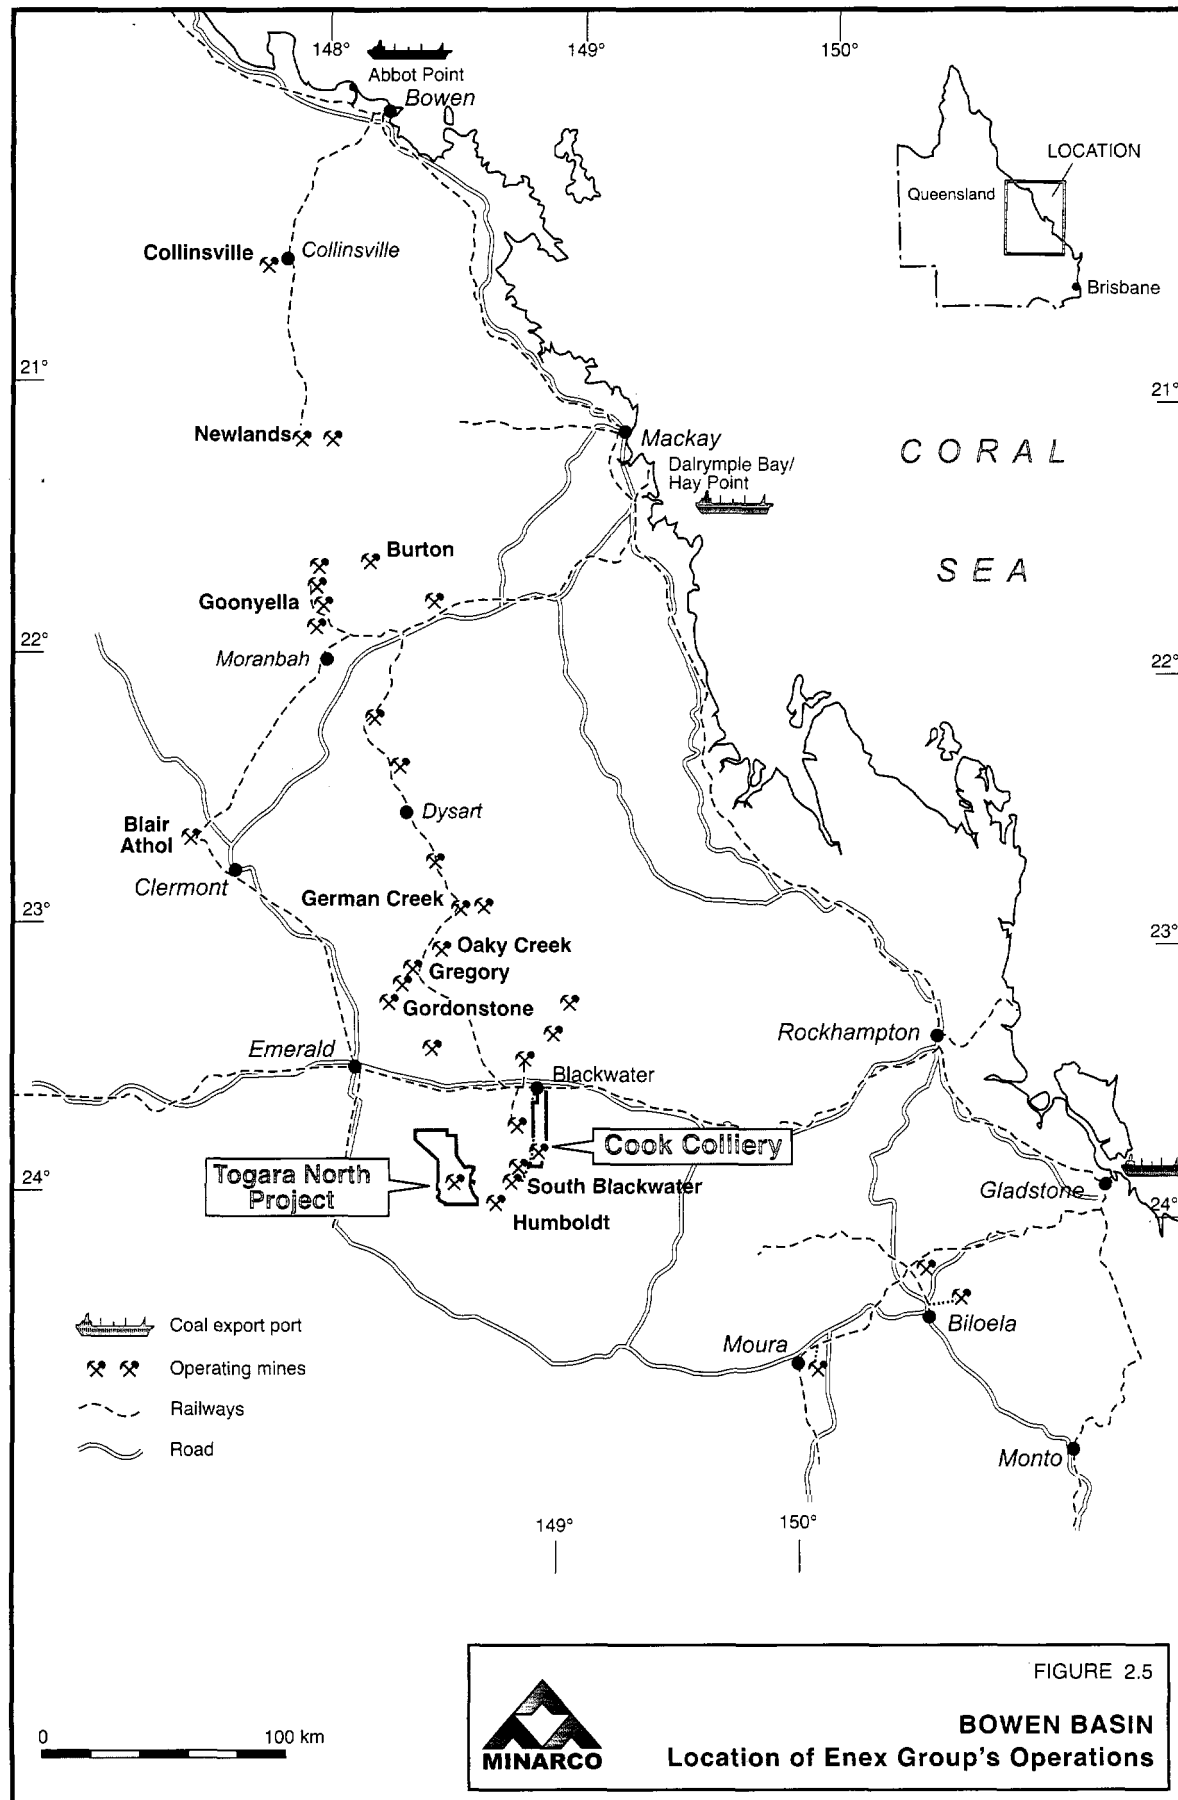 148°
149°
150°
Abbot Point
Bowen
LOCATION
Queensland
Brisbane
Collinsville
Collinsville
21°
21°
Newlands
Mackay
CORAL
Dalrymple Bay/
Hay Point
SEA
Burton
Goonyella
22°
22°
Moranbah
Dysart
Blair
Athol
Clermont
German Creek
23°
23°
Oaky Creek
Gregory
Gordonstone
Rockhampton
Emerald
Blackwater
Cook Colliery
Togara North
Project
24°
South Blackwater
Gladstone
24°
Humboldt
Coal export port
Biloela
Moura
Operating mines
Railways
Road
Monto
149°
150°
FIGURE 2.5
0
100 km
MINARCO
BOWEN BASIN
Location of Enex Group's Operations